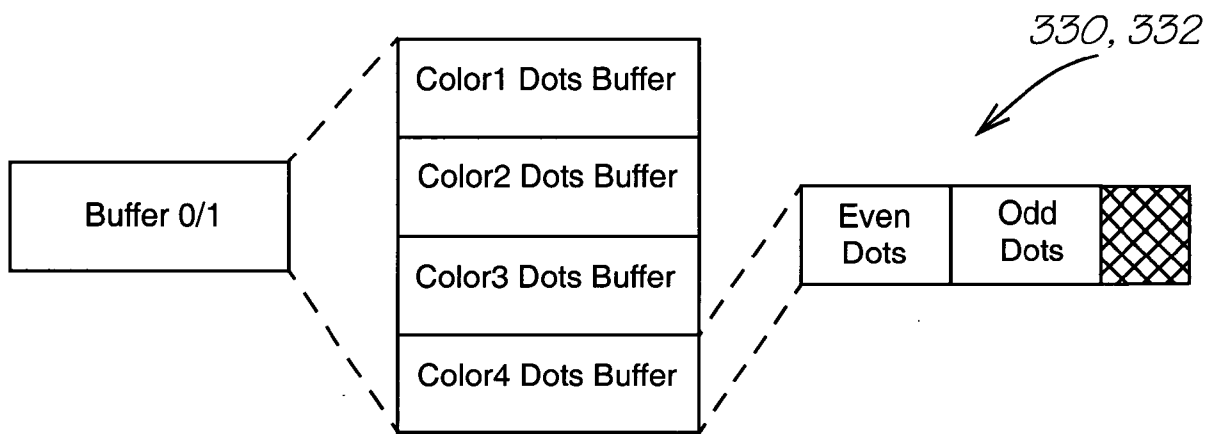 330, 332
Color1 Dots Buffer
Color2 Dots Buffer
Buffer 0/1
Even
Dots
Odd
Dots
Color3 Dots Buffer
Color4 Dots Buffer